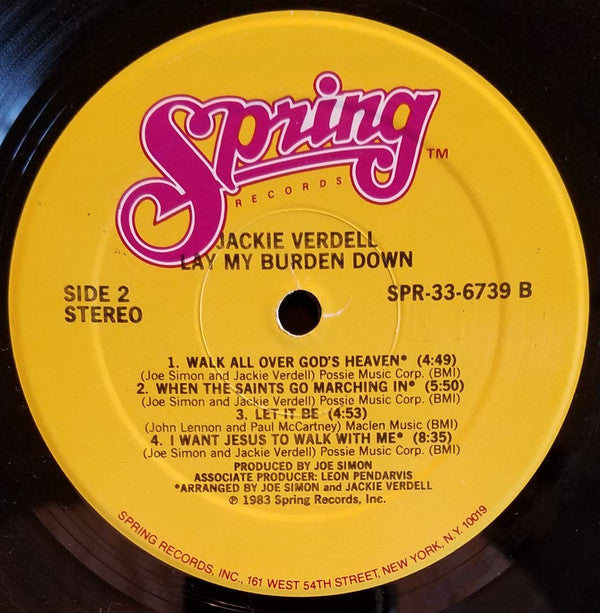 Spring TM
RECORDS
JACKIE VERDELL
LAY MY BURDEN DOWN
SIDE 2
STEREO
SPR-33-6739 B
1. WALK ALL OVER GOD'S HEAVEN* (4:49)
(Joe Simon and Jackie Verdell) Possie Music Corp. (BMI)
2. WHEN THE SAINTS GO MARCHING IN* (5:50)
(Joe Simon and Jackie Verdell) Possie Music Corp. (BMI)
3. LET IT BE (4:53)
(John Lennon and Paul McCartney) Maclen Music (BMI)
4. I WANT JESUS TO WALK WITH ME* (8:35)
(Joe Simon and Jackie Verdell) Possie Music Corp. (BMI)
PRODUCED BY JOE SIMON
ASSOCIATE PRODUCER: LEON PENDARVIS
*ARRANGED BY JOE SIMON and JACKIE VERDELL
℗ 1983 Spring Records, Inc.
SPRING RECORDS, INC., 161 WEST 54TH STREET, NEW YORK, N.Y. 10019